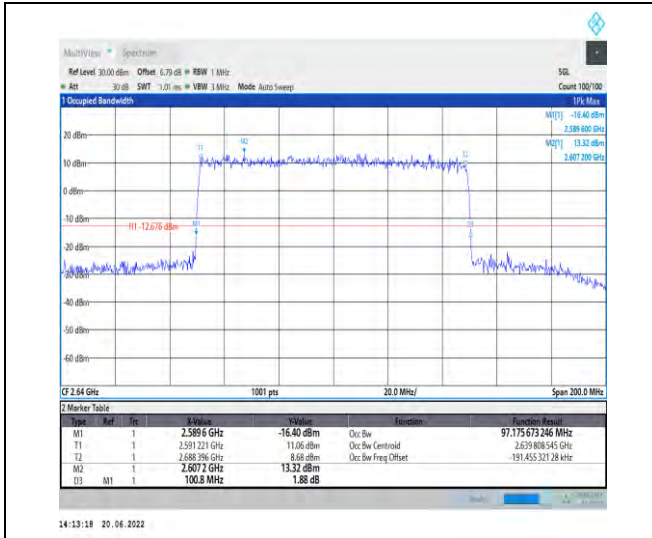 MultiView Spectrum
Ref Level 30.00 dBm Offset 6.79 dB RBW 1 MHz SGL
Att 30 dB SWT 1.01 ms VBW 3 MHz Mode Auto Sweep Count 100/100
1 Occupied Bandwidth 1Pk Max
M1[1] -16.40 dBm
2.589 600 GHz
M2[1] 13.32 dBm
2.607 200 GHz
20 dBm
M2
T1
T2
10 dBm
0 dBm
-10 dBm
H1 -12.676 dBm
M1
D3
-20 dBm
-30 dBm
-40 dBm
-50 dBm
-60 dBm
CF 2.64 GHz 1001 pts 20.0 MHz/ Span 200.0 MHz
2 Marker Table
Type Ref Trc X-Value Y-Value Function Function Result
M1 1 2.589 6 GHz -16.40 dBm Occ Bw 97.175 673 246 MHz
T1 1 2.591 221 GHz 11.06 dBm Occ Bw Centroid 2.639 808 545 GHz
T2 1 2.688 396 GHz 8.68 dBm Occ Bw Freq Offset -191.455 321 28 kHz
M2 1 2.607 2 GHz 13.32 dBm
D3 M1 1 100.8 MHz 1.88 dB
14:13:18 20.06.2022